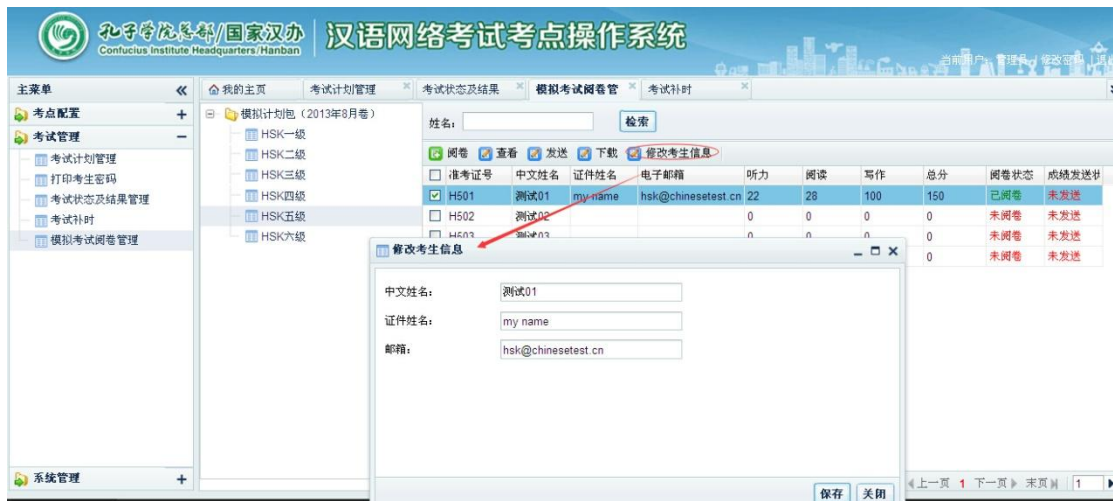 孔子学院总部/国家汉办
Confucius Institute Headquarters/Hanban
汉语网络考试考点操作系统
当前用户：管理员 | 修改密码 |
主菜单
考点配置
考试管理
考试计划管理
打印考生密码
考试状态及结果管理
考试补时
模拟考试阅卷管理
系统管理
我的主页 考试计划管理 考试状态及结果 模拟考试阅卷管 考试补时
模拟计划包（2013年8月卷）
HSK一级
HSK二级
HSK三级
HSK四级
HSK五级
HSK六级
姓名： 检索
阅卷 查看 发送 下载 修改考生信息
准考证号 中文姓名 证件姓名 电子邮箱 听力 阅读 写作 总分 阅卷状态 成绩发送状
H501 测试01 my name hsk@chinesetest.cn 22 28 100 150 已阅卷 未发送
H502 测试02 0 0 0 0 未阅卷 未发送
H503 测试03 0 0 0 0 未阅卷 未发送
0 未阅卷 未发送
修改考生信息
中文姓名： 测试01
证件姓名： my name
邮箱： hsk@chinesetest.cn
保存 关闭
上一页 1 下一页 末页 1